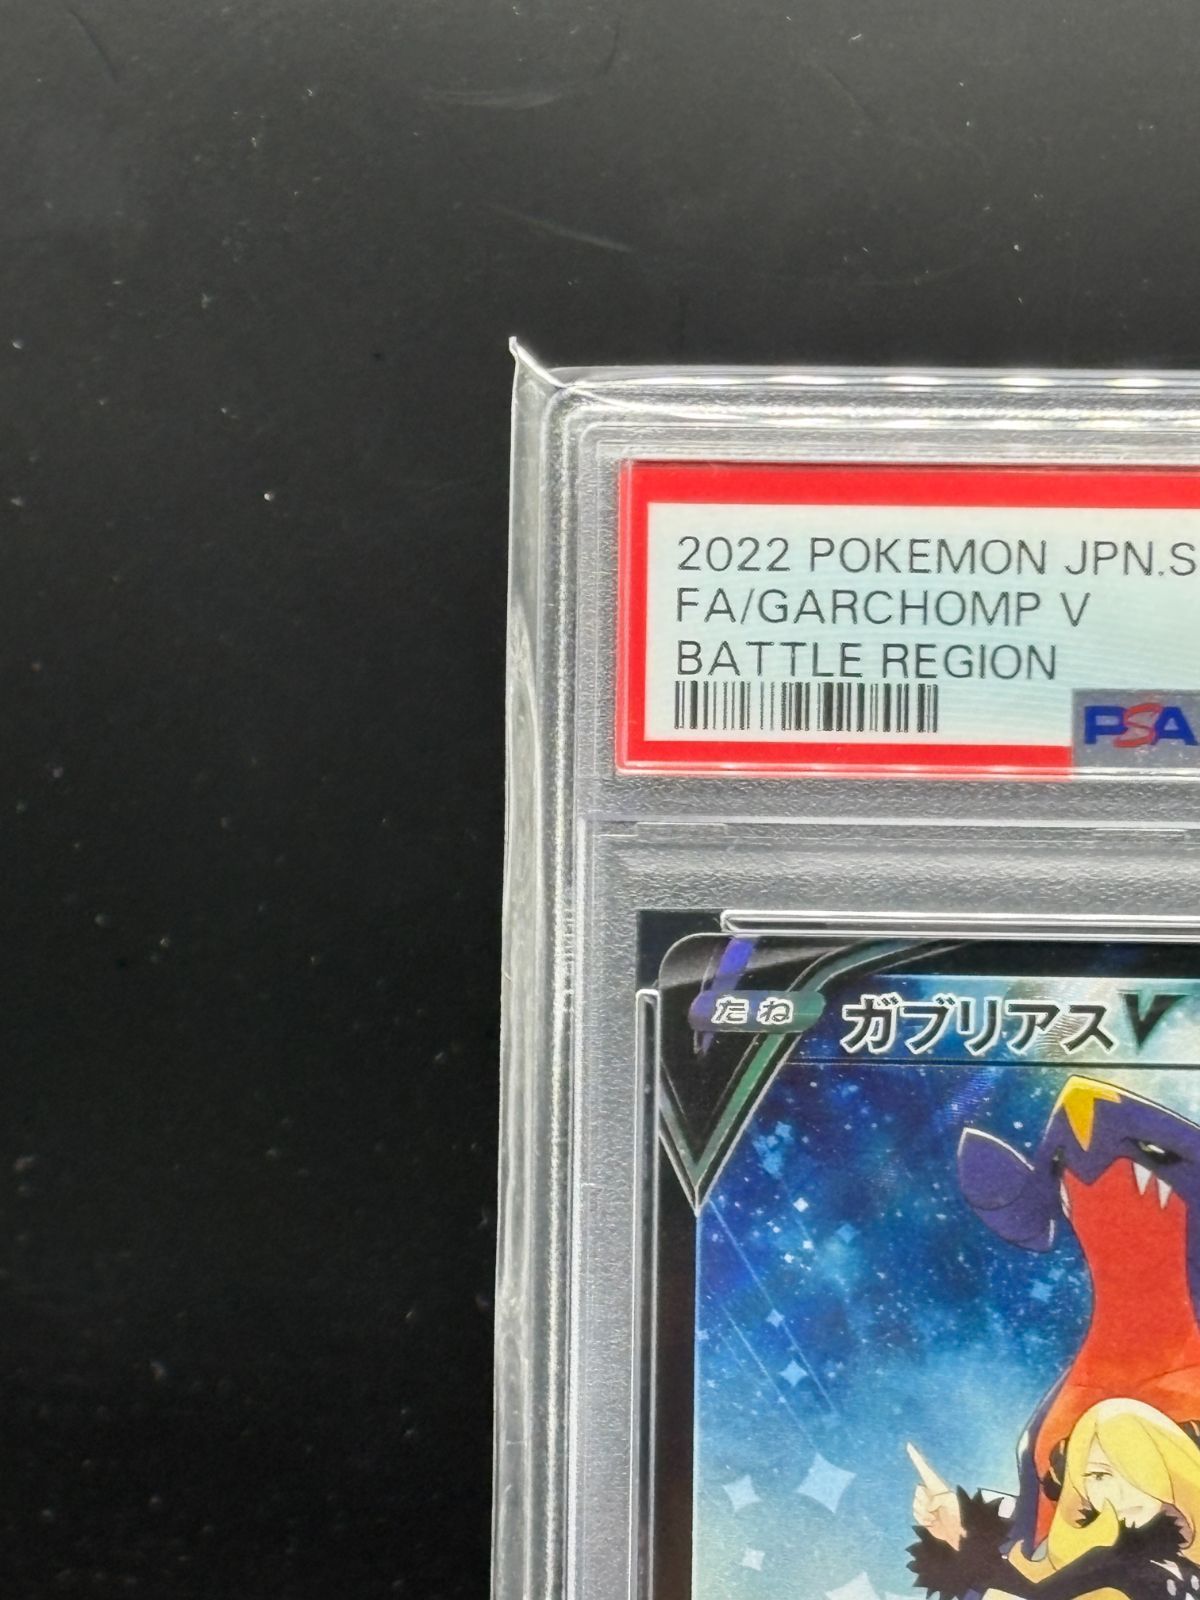 2022 POKEMON JPN.S
FA/GARCHOMP V
BATTLE REGION
PSA
たね
ガブリアスV